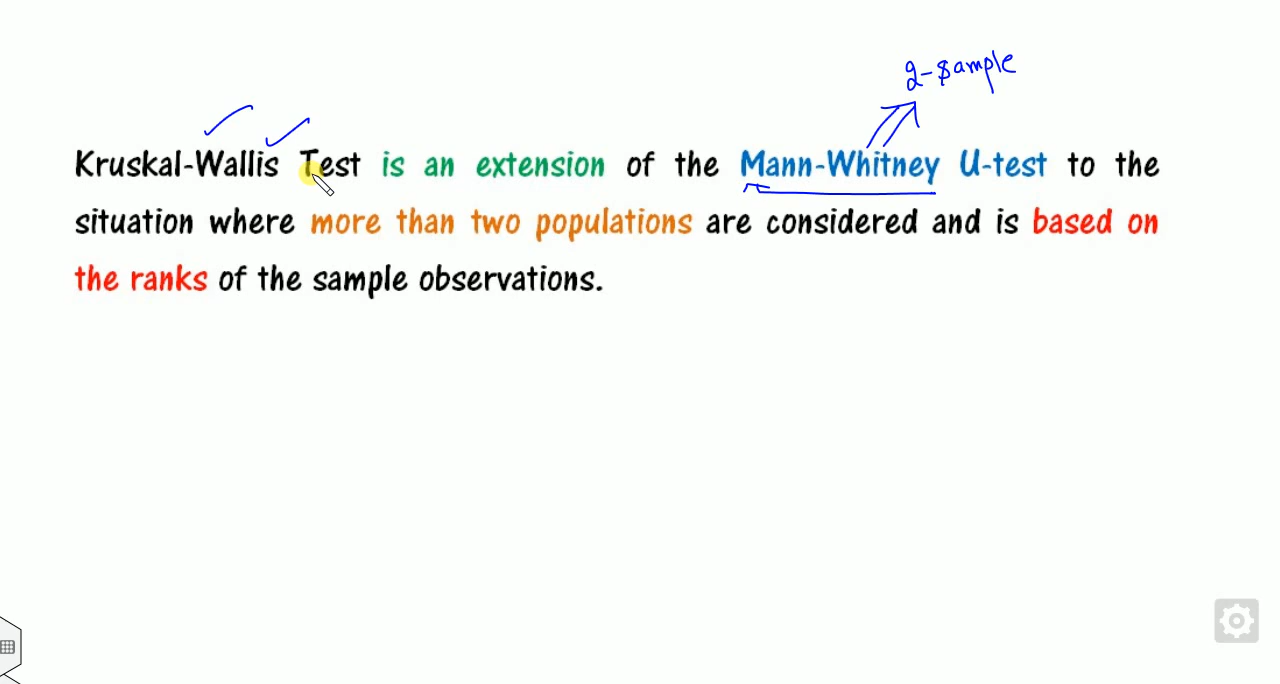 2-sample
Kruskal-Wallis Test is an extension of the Mann-Whitney U-test to the
situation where more than two populations are considered and is based on
the ranks of the sample observations.